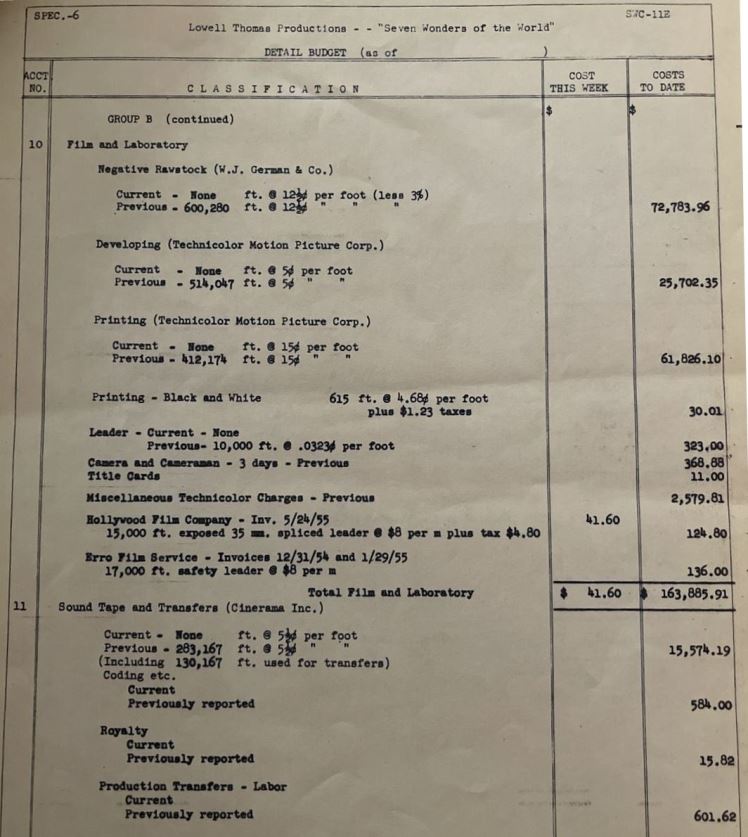 SPEC.-6
SWC-11E
Lowell Thomas Productions - - "Seven Wonders of the World"
DETAIL BUDGET (as of )
ACCT NO. CLASSIFICATION COST THIS WEEK COSTS TO DATE
GROUP B (continued) $ $
10 Film and Laboratory
Negative Rawstock (W.J. German & Co.)
Current - None ft. @ 12½¢ per foot (less 3%)
Previous - 600,280 ft. @ 12½¢ " " " 72,783.96
Developing (Technicolor Motion Picture Corp.)
Current - None ft. @ 5¢ per foot
Previous - 514,047 ft. @ 5¢ " " 25,702.35
Printing (Technicolor Motion Picture Corp.)
Current - None ft. @ 15¢ per foot
Previous - 412,174 ft. @ 15¢ " " 61,826.10
Printing - Black and White 615 ft. @ 4.68¢ per foot
plus $1.23 taxes 30.01
Leader - Current - None
Previous- 10,000 ft. @ .0323¢ per foot 323.00
Camera and Cameraman - 3 days - Previous 368.88
Title Cards 11.00
Miscellaneous Technicolor Charges - Previous 2,579.81
Hollywood Film Company - Inv. 5/24/55 41.60
15,000 ft. exposed 35 mm. spliced leader @ $8 per m plus tax $4.80 124.80
Erro Film Service - Invoices 12/31/54 and 1/29/55
17,000 ft. safety leader @ $8 per m 136.00
Total Film and Laboratory $ 41.60 $ 163,885.91
11 Sound Tape and Transfers (Cinerama Inc.)
Current - None ft. @ 5½¢ per foot
Previous - 283,167 ft. @ 5½¢ " " 15,574.19
(Including 130,167 ft. used for transfers)
Coding etc.
Current
Previously reported 584.00
Royalty
Current
Previously reported 15.82
Production Transfers - Labor
Current
Previously reported 601.62